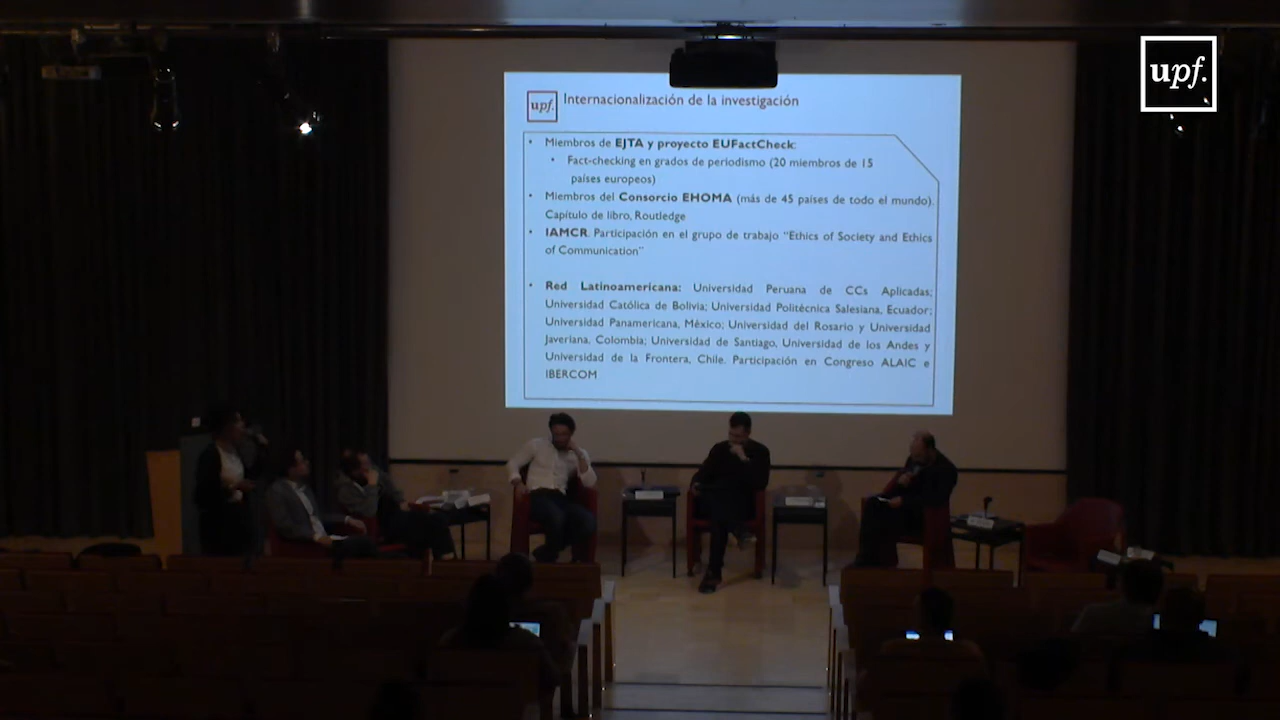 upf.
upf.
Internacionalización de la investigación
• Miembros de EJTA y proyecto EUFactCheck:
• Fact-checking en grados de periodismo (20 miembros de 15
países europeos)
• Miembros del Consorcio EHOMA (más de 45 países de todo el mundo).
Capítulo de libro, Routledge
• IAMCR. Participación en el grupo de trabajo “Ethics of Society and Ethics
of Communication”
• Red Latinoamericana: Universidad Peruana de CCs Aplicadas;
Universidad Católica de Bolivia; Universidad Politécnica Salesiana, Ecuador;
Universidad Panamericana, México; Universidad del Rosario y Universidad
Javeriana, Colombia; Universidad de Santiago, Universidad de los Andes y
Universidad de la Frontera, Chile. Participación en Congreso ALAIC e
IBERCOM